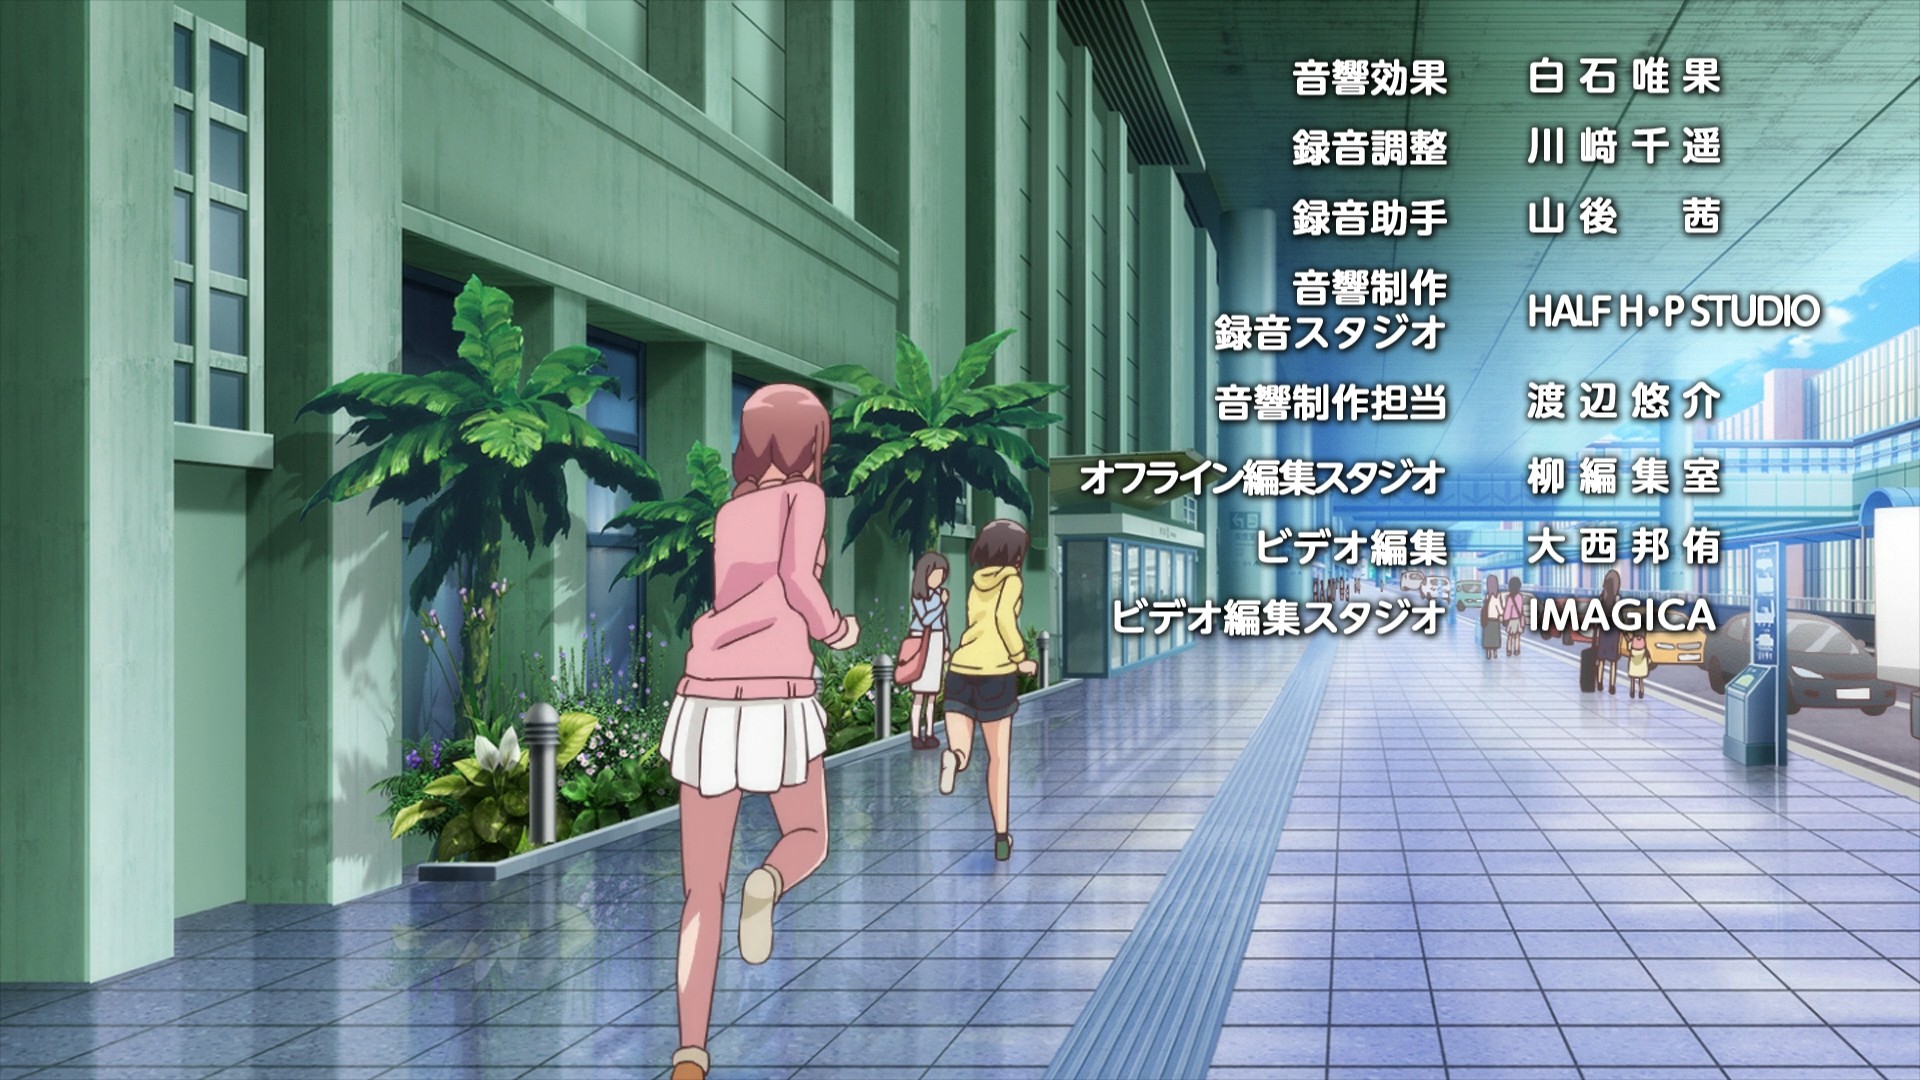 音響効果 白石唯果
録音調整 川﨑千遥
録音助手 山後 茜
音響制作
録音スタジオ HALF H・P STUDIO
音響制作担当 渡辺悠介
オフライン編集スタジオ 柳編集室
ビデオ編集 大西邦侑
ビデオ編集スタジオ IMAGICA